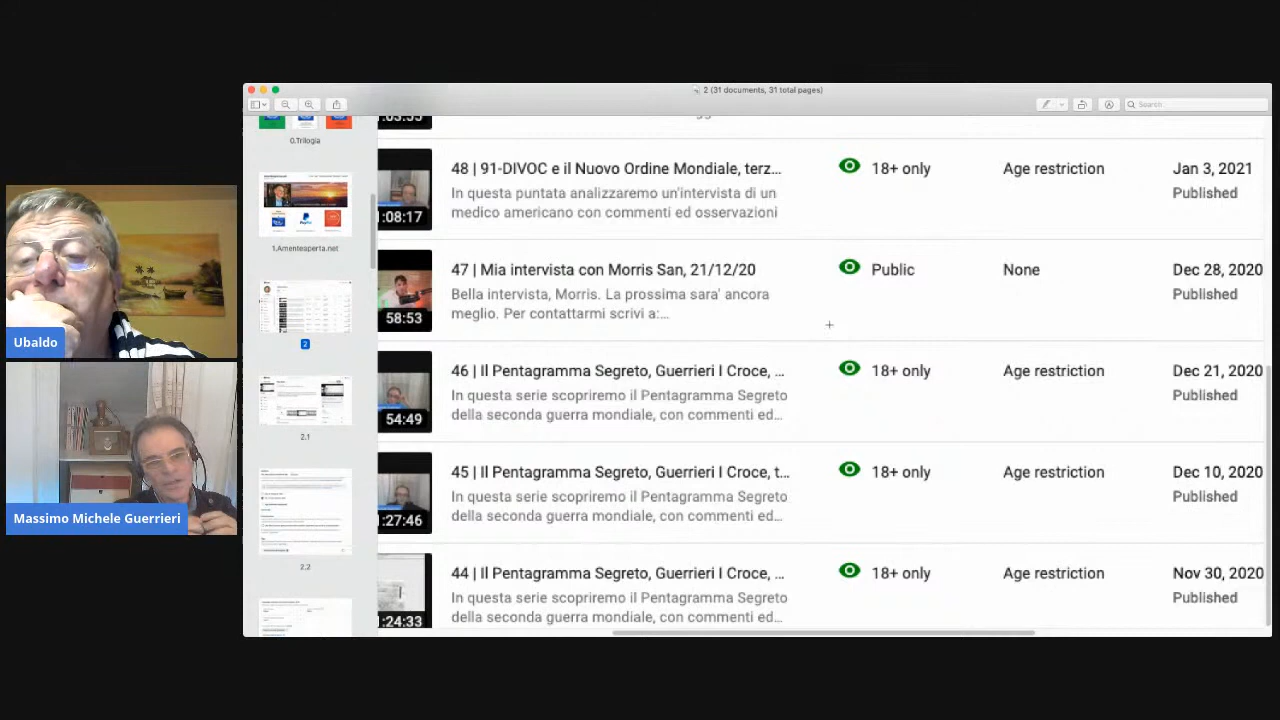 2 (31 documents, 31 total pages)
Search
0.Trilogia
1.Amenteaperta.net
2
2.1
2.2
48 | 91-DIVOC e il Nuovo Ordine Mondiale, terz...
18+ only
Age restriction
Jan 3, 2021
In questa puntata analizzaremo un'intervista di un
Published
medico americano con commenti ed osservazioni
:08:17
47 | Mia intervista con Morris San, 21/12/20
Public
None
Dec 28, 2020
Bella intervista, Morris. La prossima sarà ancora
Published
meglio. Per contattarmi scrivi a:...
58:53
46 | Il Pentagramma Segreto, Guerrieri I Croce, ...
18+ only
Age restriction
Dec 21, 2020
In questa serie scopriremo il Pentagramma Segreto
Published
della seconda guerra mondiale, con commenti ed...
54:49
45 | Il Pentagramma Segreto, Guerrieri I Croce, t...
18+ only
Age restriction
Dec 10, 2020
In questa serie scopriremo il Pentagramma Segreto
Published
della seconda guerra mondiale, con commenti ed...
:27:46
44 | Il Pentagramma Segreto, Guerrieri I Croce, ...
18+ only
Age restriction
Nov 30, 2020
In questa serie scopriremo il Pentagramma Segreto
Published
della seconda guerra mondiale, con commenti ed...
:24:33
Ubaldo
Massimo Michele Guerrieri